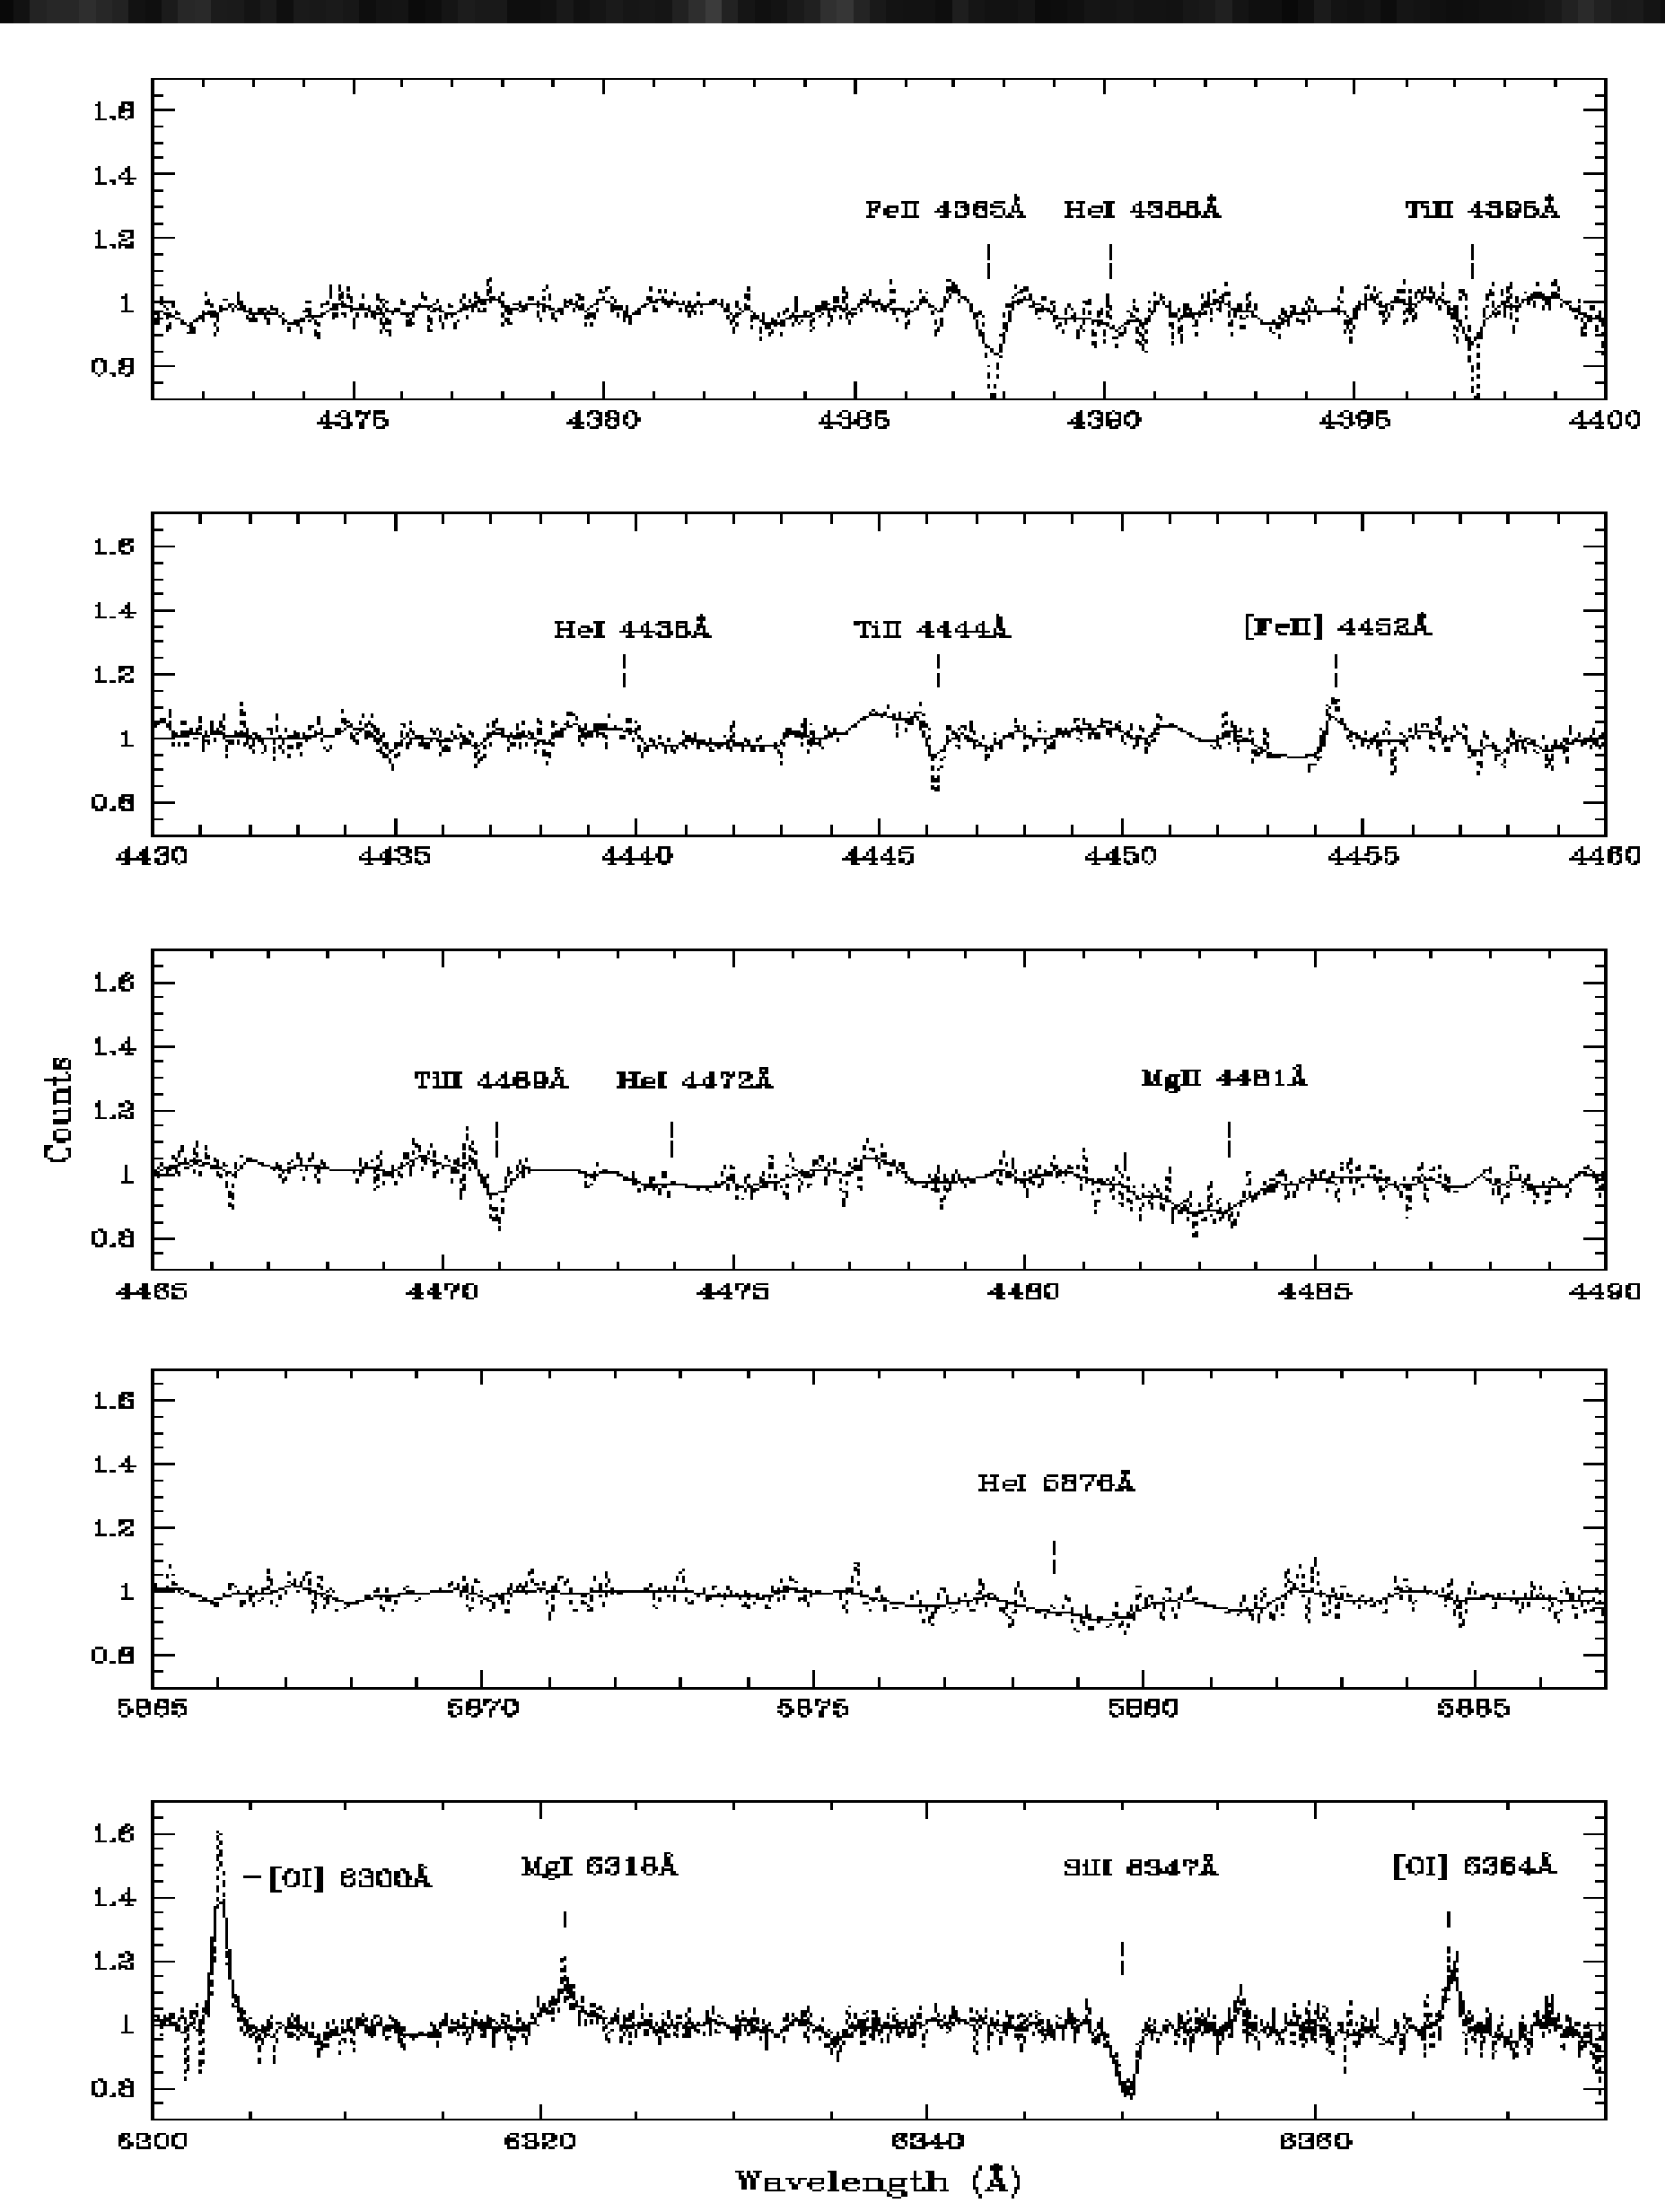 1.6
1.4
1.2
1
0.8
FeII 4385Å HeI 4388Å TiII 4395Å
4375 4380 4385 4390 4395 4400
1.6
1.4
1.2
1
0.8
HeI 4438Å TiII 4444Å [FeII] 4452Å
4430 4435 4440 4445 4450 4455 4460
Counts
1.6
1.4
1.2
1
0.8
TiII 4469Å HeI 4472Å MgII 4481Å
4465 4470 4475 4480 4485 4490
1.6
1.4
1.2
1
0.8
HeI 5876Å
5865 5870 5875 5880 5885
1.6
1.4
1.2
1
0.8
[OI] 6300Å MgI 6318Å SiII 6347Å [OI] 6364Å
6300 6320 6340 6360
Wavelength (Å)